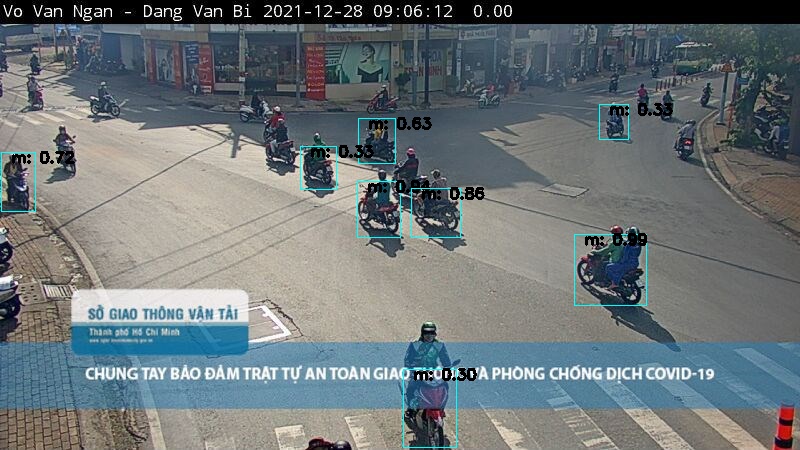 Vo Van Ngan - Dang Van Bi 2021-12-28 09:06:12 0.00
m: 0.63
m: 0.33
m: 0.33
m: 0.72
m: 0.86
m: 0.99
SỞ GIAO THÔNG VẬN TẢI
Thành phố Hồ Chí Minh
CHUNG TAY BẢO ĐẢM TRẬT TỰ AN TOÀN GIAO VÀ PHÒNG CHỐNG DỊCH COVID-19
m: 0.30